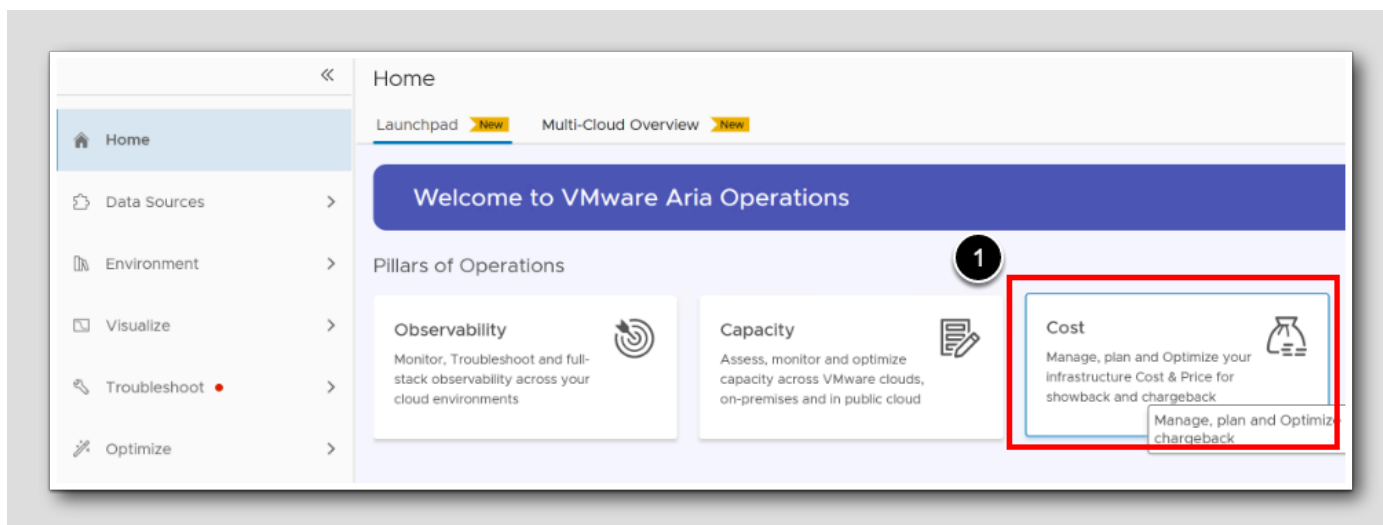 «
Home
Data Sources
Environment
Visualize
Troubleshoot
Optimize
Home
Launchpad New Multi-Cloud Overview New
Welcome to VMware Aria Operations
Pillars of Operations
1
Observability
Monitor, Troubleshoot and full-
stack observability across your
cloud environments
Capacity
Assess, monitor and optimize
capacity across VMware clouds,
on-premises and in public cloud
Cost
Manage, plan and Optimize your
infrastructure Cost & Price for
showback and chargeback
Manage, plan and Optimize
chargeback